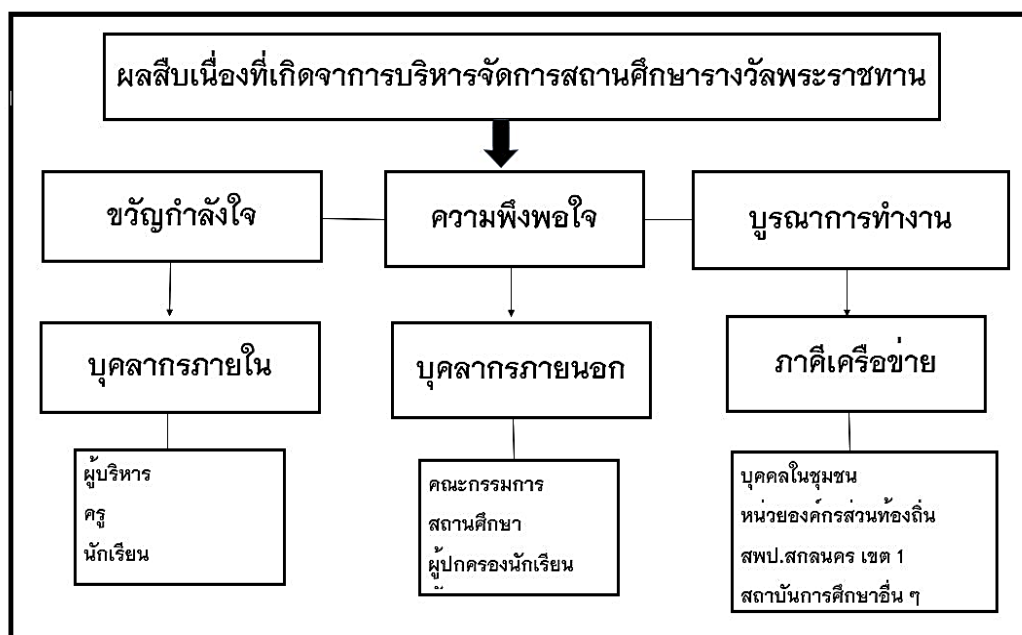 ผลสืบเนื่องที่เกิดจาการบริหารจัดการสถานศึกษารางวัลพระราชทาน
ขวัญกำลังใจ
ความพึงพอใจ
บูรณาการทำงาน
บุคลากรภายใน
บุคลากรภายนอก
ภาคีเครือข่าย
ผู้บริหาร
ครู
นักเรียน
คณะกรรมการ
สถานศึกษา
ผู้ปกครองนักเรียน
บุคคลในชุมชน
หน่วยองค์กรส่วนท้องถิ่น
สพป.สกลนคร เขต 1
สถาบันการศึกษาอื่น ๆ